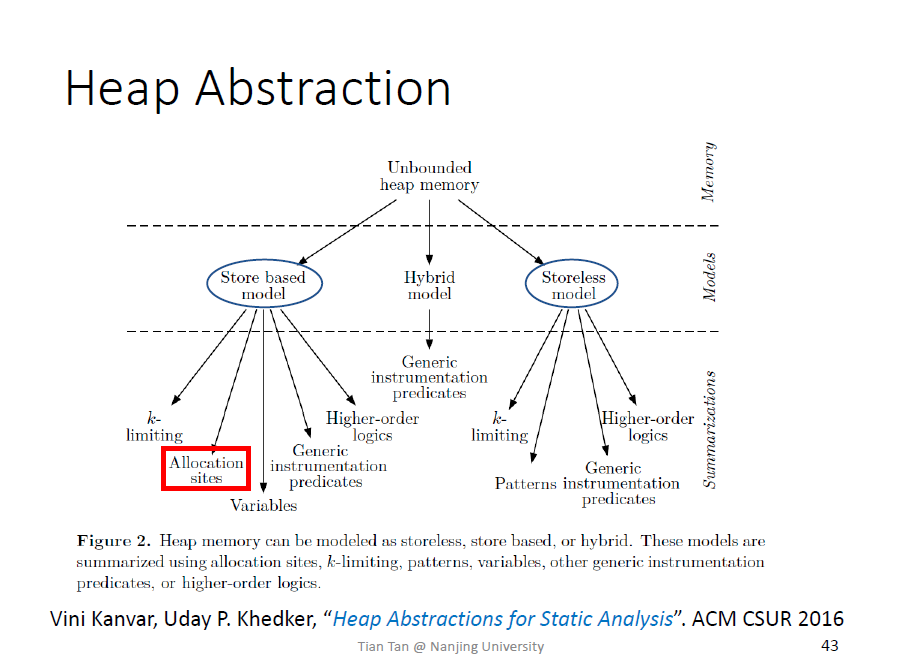 Heap Abstraction
Unbounded
heap memory
Memory
Store based
model
Hybrid
model
Storeless
model
Models
Generic
instrumentation
predicates
k-
limiting
Allocation
sites
Variables
Generic
instrumentation
predicates
Higher-order
logics
k-
limiting
Patterns
Generic
instrumentation
predicates
Higher-order
logics
Summarizations
Figure 2. Heap memory can be modeled as storeless, store based, or hybrid. These models are
summarized using allocation sites, k-limiting, patterns, variables, other generic instrumentation
predicates, or higher-order logics.
Vini Kanvar, Uday P. Khedker, “Heap Abstractions for Static Analysis”. ACM CSUR 2016
Tian Tan @ Nanjing University
43